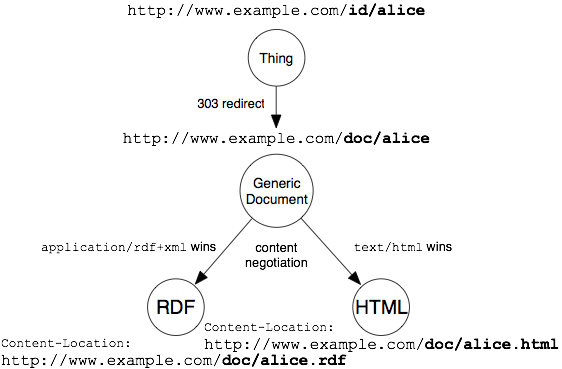 http://www.example.com/id/alice
Thing
303 redirect
http://www.example.com/doc/alice
Generic
Document
application/rdf+xml wins
content
negotiation
text/html wins
RDF
HTML
Content-Location:
http://www.example.com/doc/alice.rdf
Content-Location:
http://www.example.com/doc/alice.html